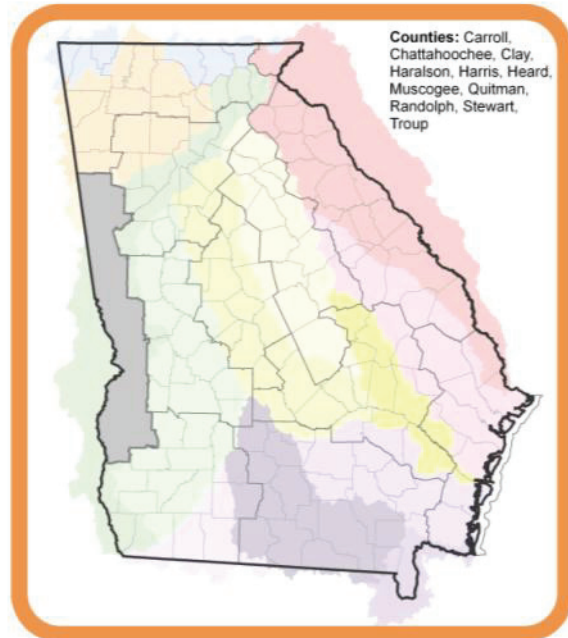 Counties: Carroll,
Chattahoochee, Clay,
Haralson, Harris, Heard,
Muscogee, Quitman,
Randolph, Stewart,
Troup